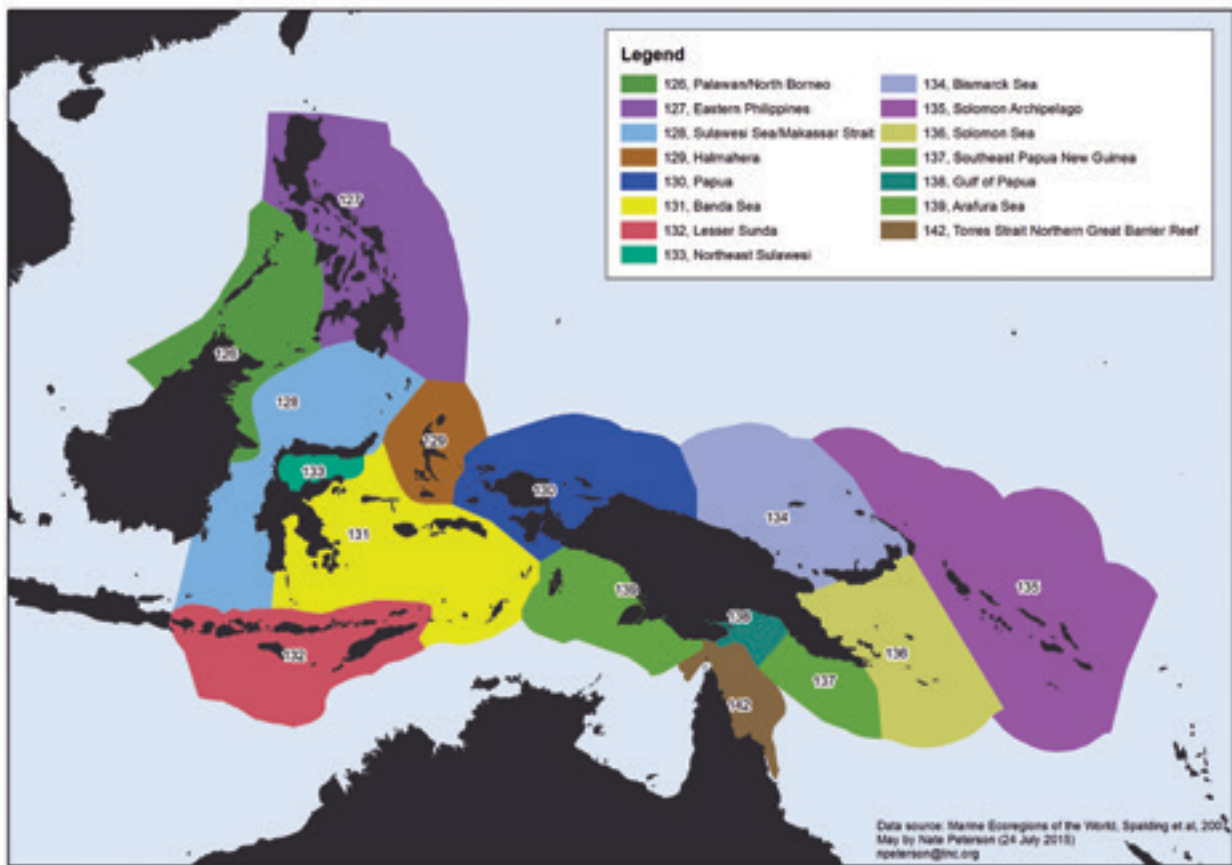 Legend
126, Palawan/North Borneo
127, Eastern Philippines
128, Sulawesi Sea/Makassar Strait
129, Halmahera
130, Papua
131, Banda Sea
132, Lesser Sunda
133, Northeast Sulawesi
134, Bismarck Sea
135, Solomon Archipelago
136, Solomon Sea
137, Southeast Papua New Guinea
138, Gulf of Papua
139, Arafura Sea
142, Torres Strait Northern Great Barrier Reef
127
126
128
129
133
130
134
131
135
139
138
136
132
137
142
Data source: Marine Ecoregions of the World, Spalding et al,
May by Nate Peterson (24 July 2015)
npeterson@tnc.org